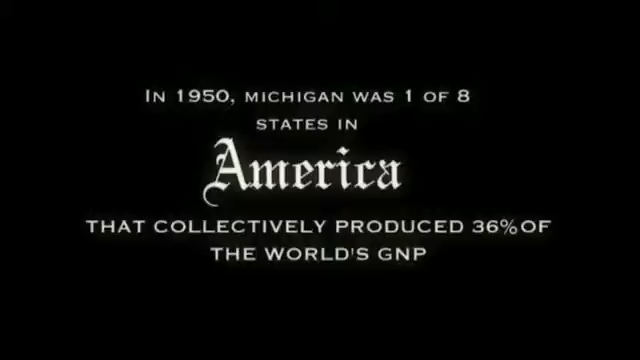 IN 1950, MICHIGAN WAS 1 OF 8
STATES IN
America
THAT COLLECTIVELY PRODUCED 36%OF
THE WORLD'S GNP